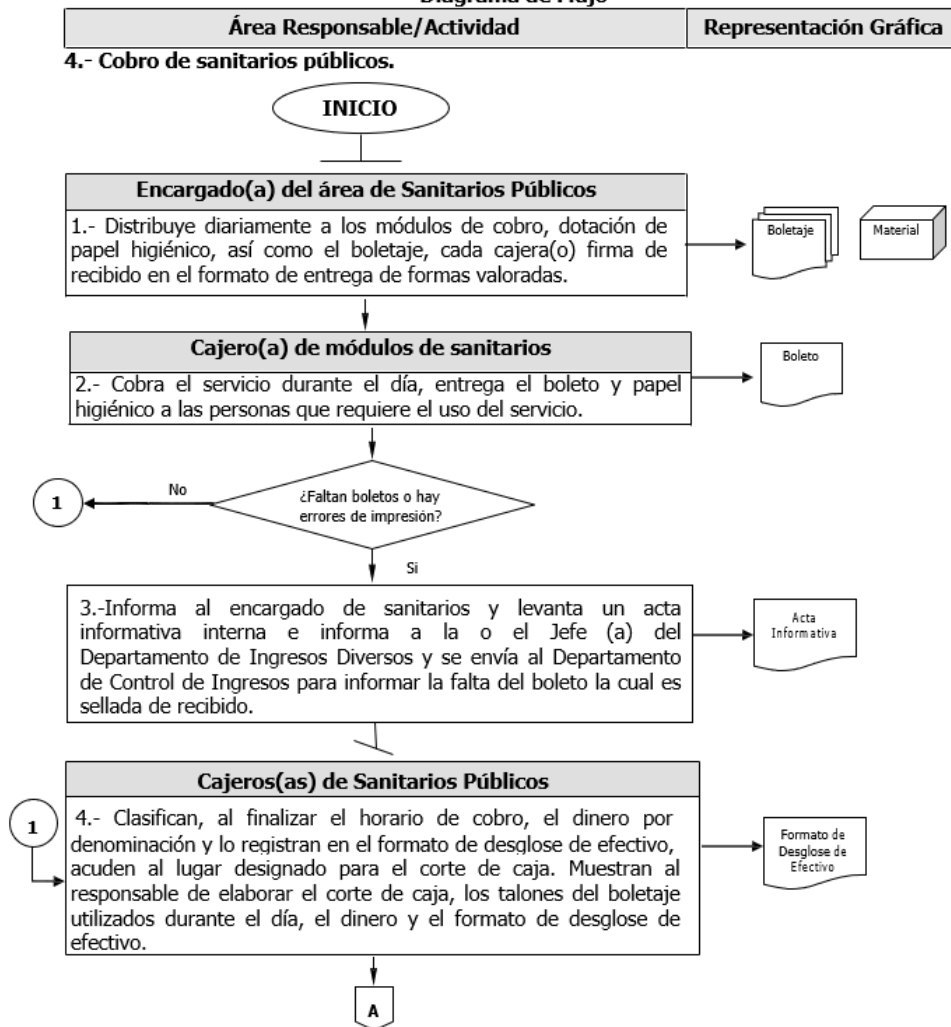 Diagrama de Flujo
Área Responsable/Actividad
Representación Gráfica
4.- Cobro de sanitarios públicos.
INICIO
Encargado(a) del área de Sanitarios Públicos
1.- Distribuye diariamente a los módulos de cobro, dotación de
papel higiénico, así como el boletaje, cada cajera(o) firma de
recibido en el formato de entrega de formas valoradas.
Boletaje
Material
Cajero(a) de módulos de sanitarios
2.- Cobra el servicio durante el día, entrega el boleto y papel
higiénico a las personas que requiere el uso del servicio.
Boleto
¿Faltan boletos o hay
errores de impresión?
No
1
Si
3.-Informa al encargado de sanitarios y levanta un acta
informativa interna e informa a la o el Jefe (a) del
Departamento de Ingresos Diversos y se envía al Departamento
de Control de Ingresos para informar la falta del boleto la cual es
sellada de recibido.
Acta
Informativa
Cajeros(as) de Sanitarios Públicos
1
4.- Clasifican, al finalizar el horario de cobro, el dinero por
denominación y lo registran en el formato de desglose de efectivo,
acuden al lugar designado para el corte de caja. Muestran al
responsable de elaborar el corte de caja, los talones del boletaje
utilizados durante el día, el dinero y el formato de desglose de
efectivo.
Formato de
Desglose de
Efectivo
A